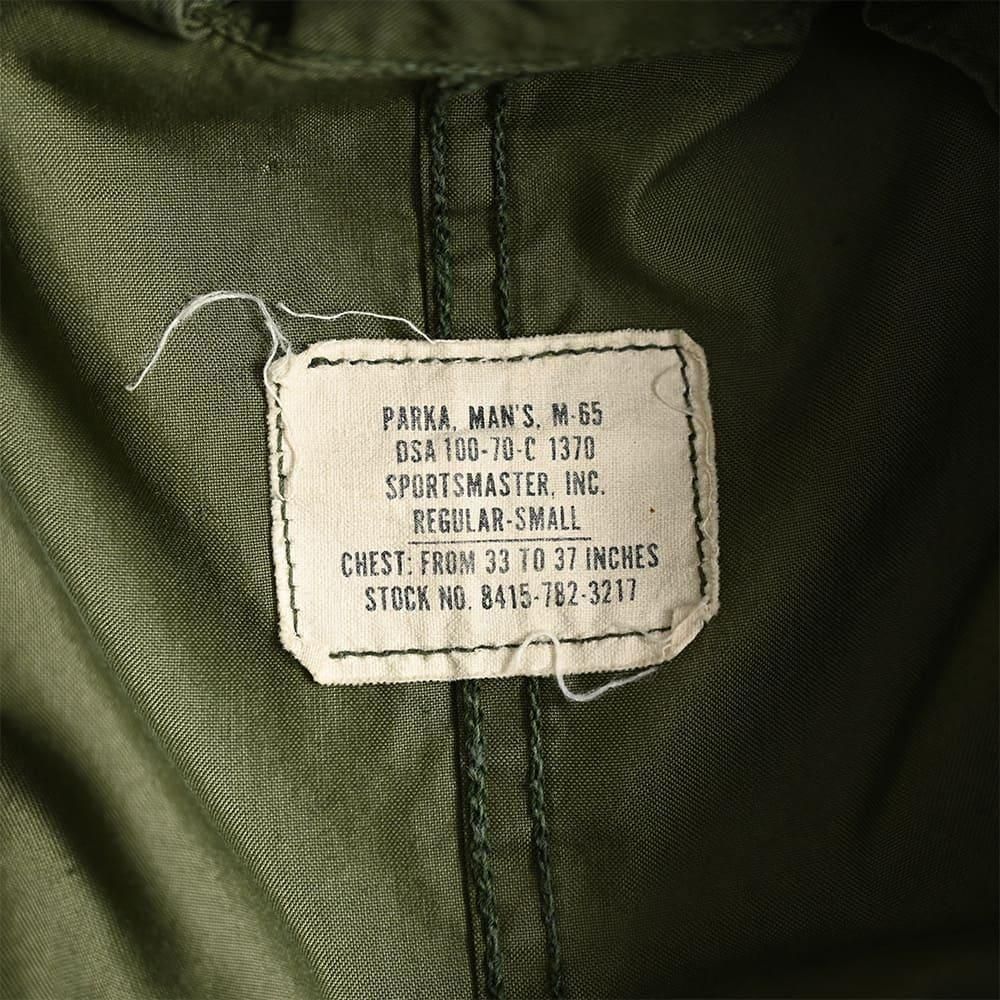 PARKA, MAN'S, M-65
DSA 100-70-C 1370
SPORTSMASTER, INC.
REGULAR-SMALL
CHEST: FROM 33 TO 37 INCHES
STOCK NO. 8415-782-3217